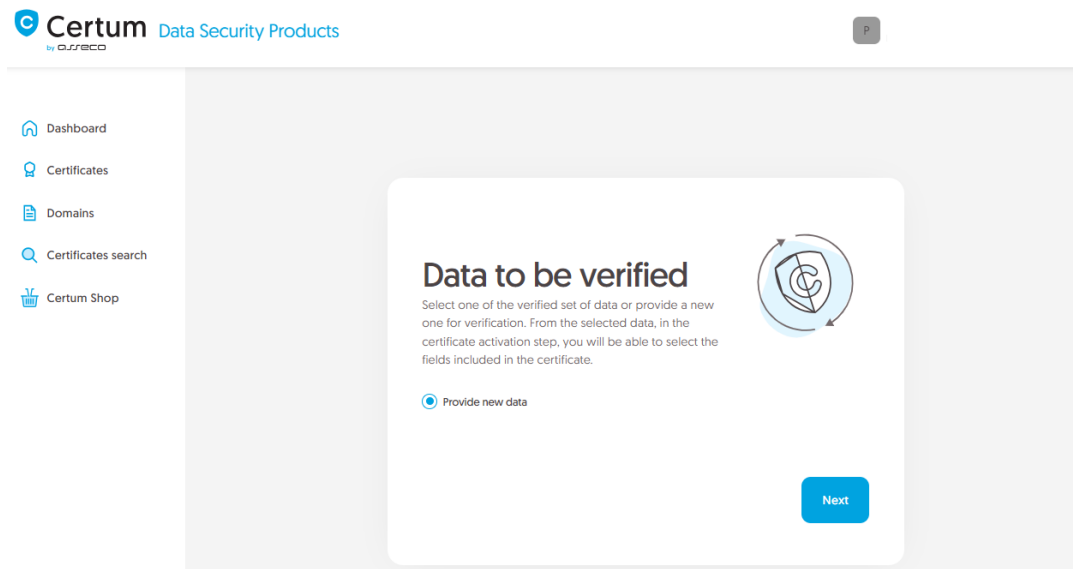 Certum Data Security Products
by asseco
P
Dashboard
Certificates
Domains
Certificates search
Certum Shop
Data to be verified
Select one of the verified set of data or provide a new
one for verification. From the selected data, in the
certificate activation step, you will be able to select the
fields included in the certificate.
Provide new data
Next